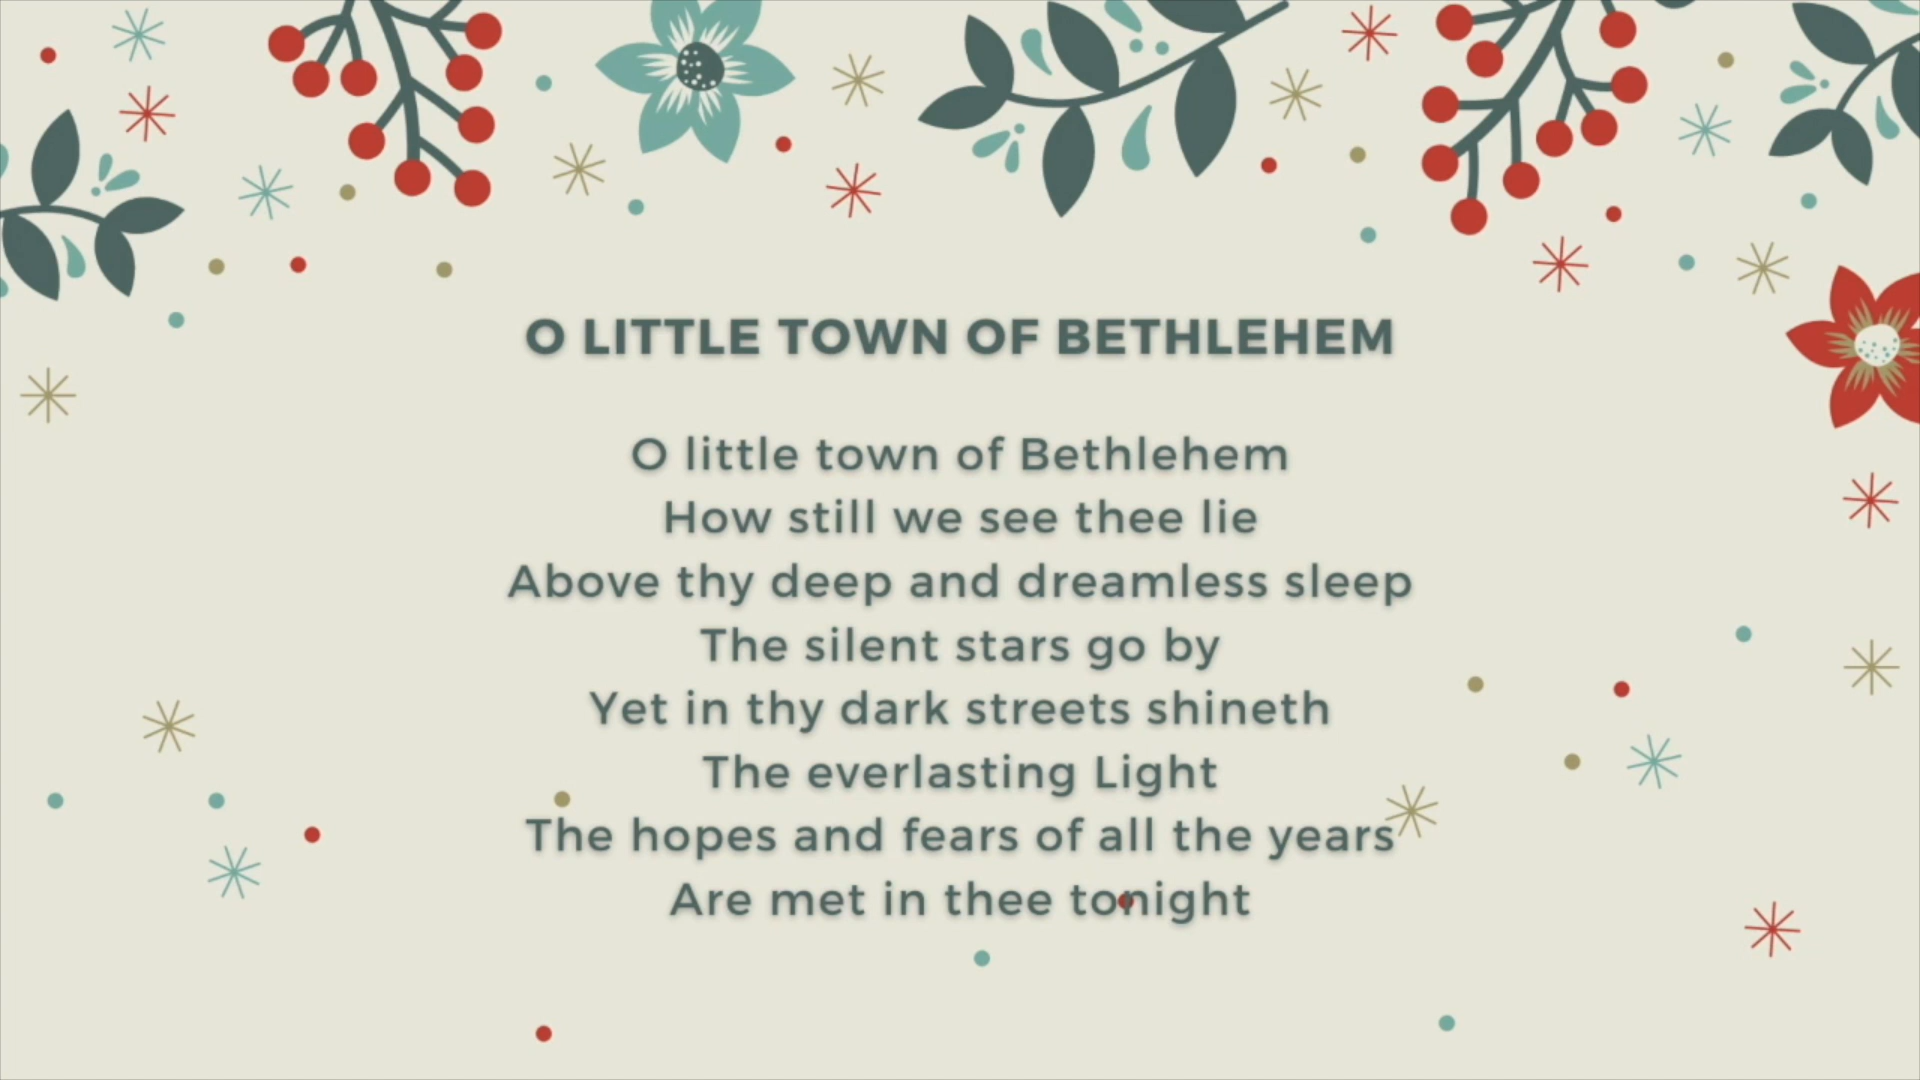 O LITTLE TOWN OF BETHLEHEM
O little town of Bethlehem
How still we see thee lie
Above thy deep and dreamless sleep
The silent stars go by
Yet in thy dark streets shineth
The everlasting Light
The hopes and fears of all the years
Are met in thee tonight